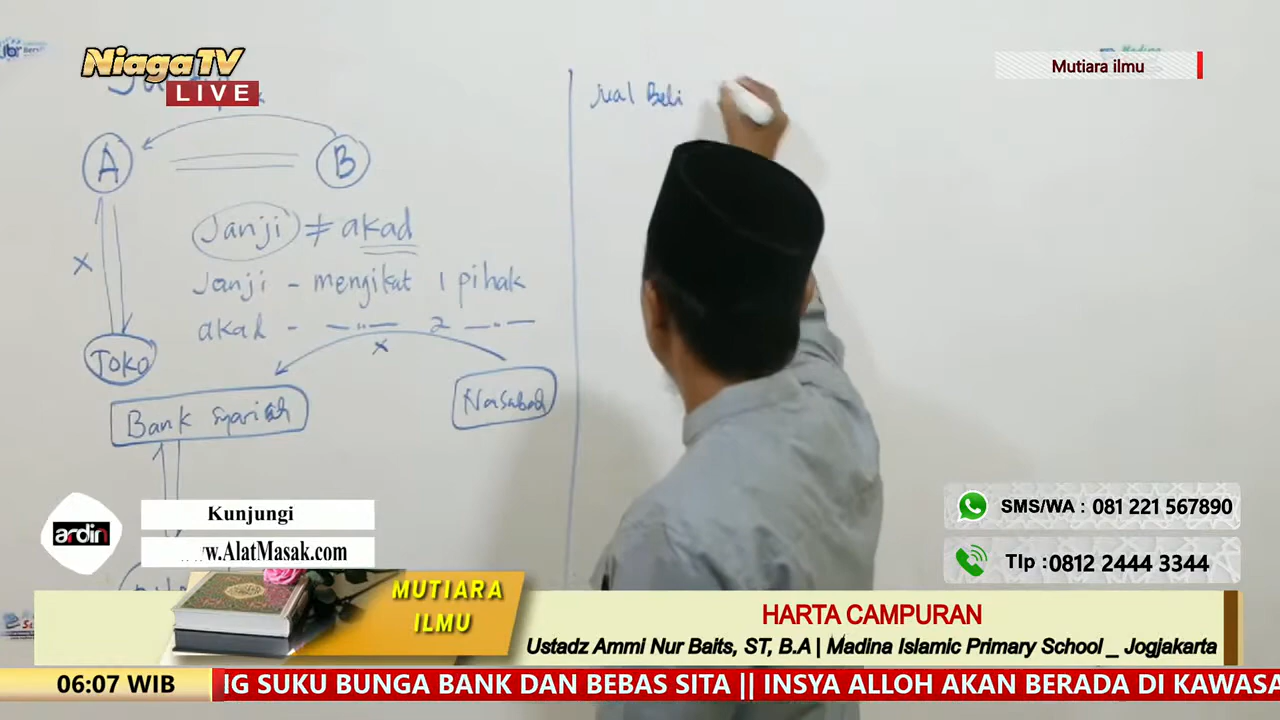 Niaga TV
LIVE
Mutiara ilmu
A
B
Jual Beli
Janji ≠ akad
Janji - mengikat 1 pihak
akad - —„— 2 —„—
x
x
Toko
Bank Syariah
Nasabah
ardin
Kunjungi
w.AlatMasak.com
SMS/WA : 081 221 567890
Tlp :0812 2444 3344
MUTIARA
ILMU
HARTA CAMPURAN
Ustadz Ammi Nur Baits, ST, B.A | Madina Islamic Primary School _ Jogjakarta
06:07 WIB
IG SUKU BUNGA BANK DAN BEBAS SITA || INSYA ALLOH AKAN BERADA DI KAWASA